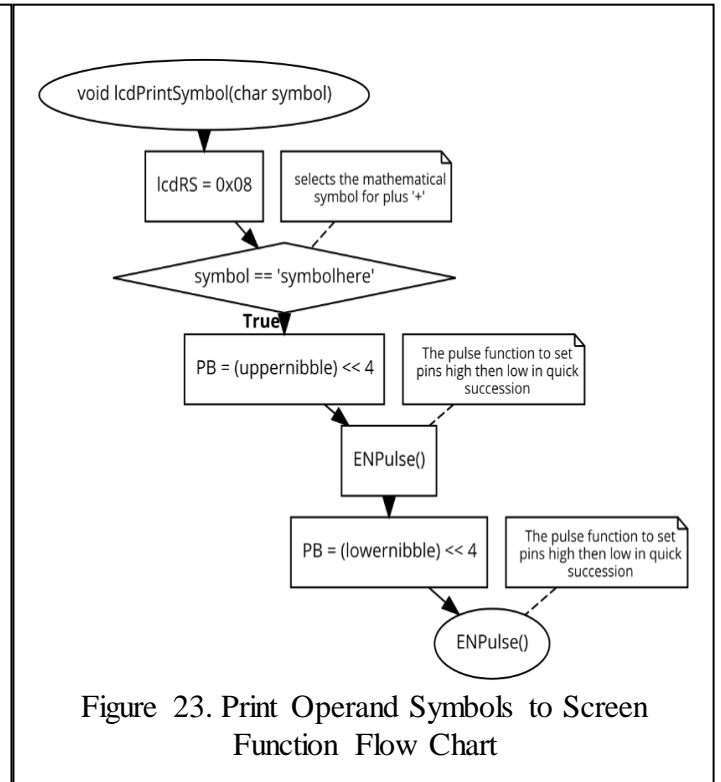 void lcdPrintSymbol(char symbol)
lcdRS = 0x08
selects the mathematical
symbol for plus '+'
symbol == 'symbolhere'
True
PB = (uppernibble) << 4
The pulse function to set
pins high then low in quick
succession
ENPulse()
PB = (lowernibble) << 4
The pulse function to set
pins high then low in quick
succession
ENPulse()
Figure 23. Print Operand Symbols to Screen
Function Flow Chart